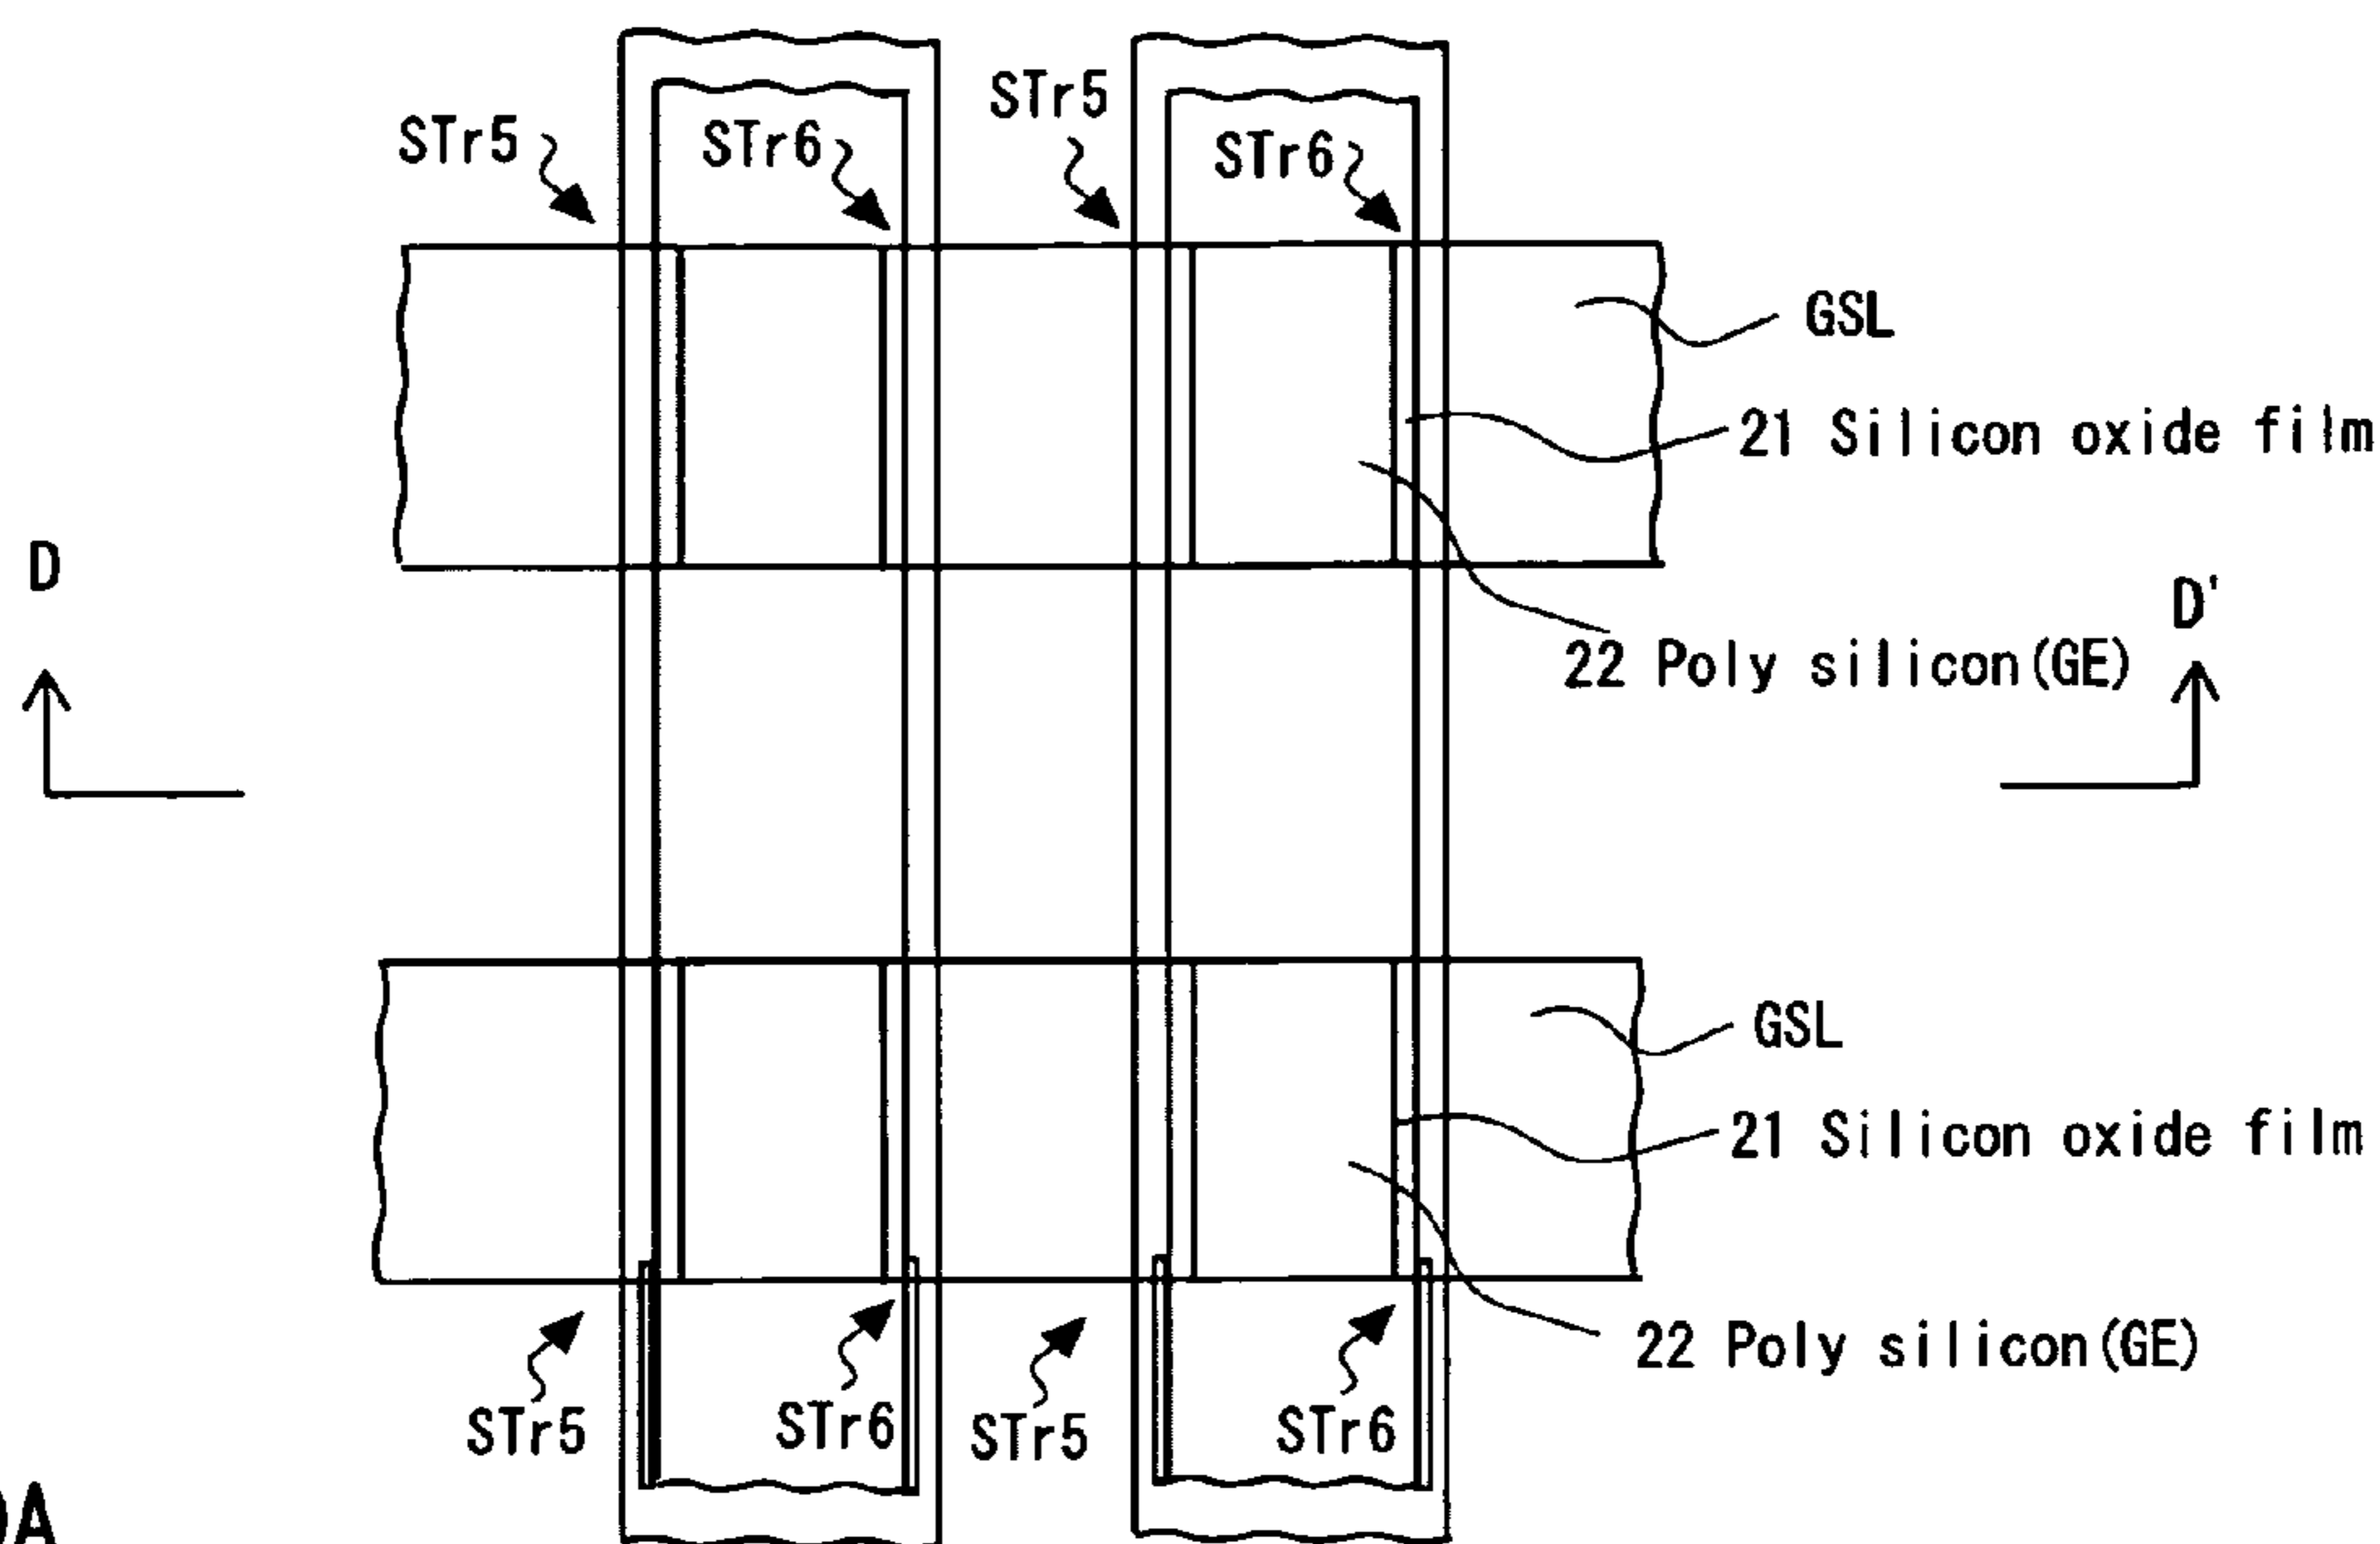 STr5
STr5
STr6
STr6
GSL
21 Silicon oxide film
D
D'
22 Poly silicon(GE)
GSL
21 Silicon oxide film
22 Poly silicon(GE)
STr5
STr6
STr5
STr6